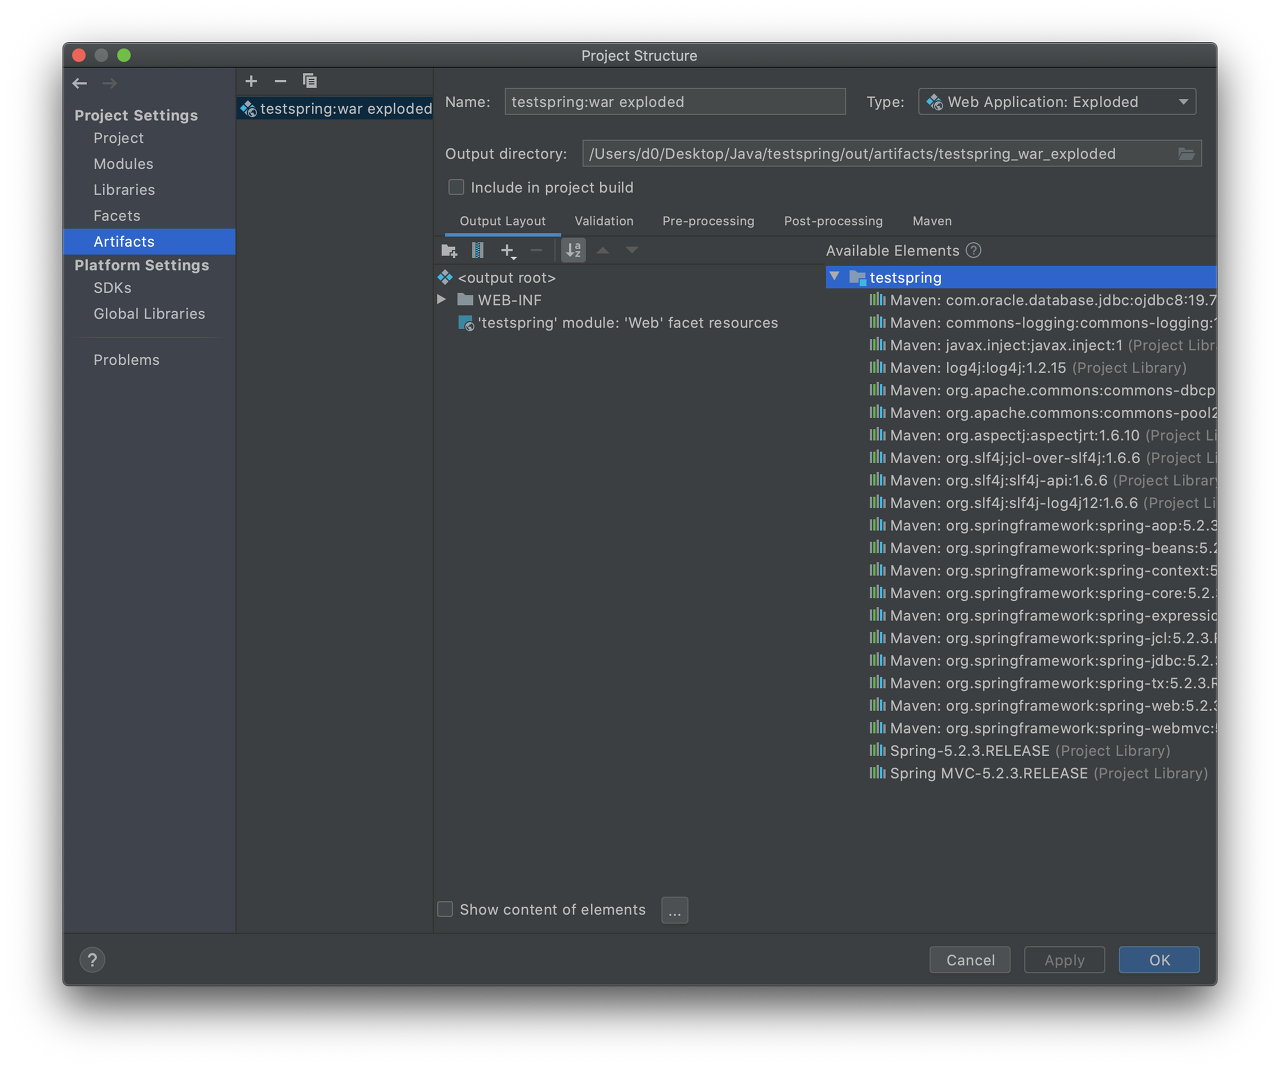 Project Structure
Project Settings
Project
Modules
Libraries
Facets
Artifacts
Platform Settings
SDKs
Global Libraries
Problems
testspring:war exploded
Name: testspring:war exploded Type: Web Application: Exploded
Output directory: /Users/d0/Desktop/Java/testspring/out/artifacts/testspring_war_exploded
Include in project build
Output Layout Validation Pre-processing Post-processing Maven
Available Elements ?
<output root>
WEB-INF
'testspring' module: 'Web' facet resources
testspring
Maven: com.oracle.database.jdbc:ojdbc8:19.7
Maven: commons-logging:commons-logging:1
Maven: javax.inject:javax.inject:1 (Project Libr
Maven: log4j:log4j:1.2.15 (Project Library)
Maven: org.apache.commons:commons-dbcp
Maven: org.apache.commons:commons-pool2
Maven: org.aspectj:aspectjrt:1.6.10 (Project Li
Maven: org.slf4j:jcl-over-slf4j:1.6.6 (Project Li
Maven: org.slf4j:slf4j-api:1.6.6 (Project Library
Maven: org.slf4j:slf4j-log4j12:1.6.6 (Project Li
Maven: org.springframework:spring-aop:5.2.3
Maven: org.springframework:spring-beans:5.2
Maven: org.springframework:spring-context:5
Maven: org.springframework:spring-core:5.2.
Maven: org.springframework:spring-expressio
Maven: org.springframework:spring-jcl:5.2.3.R
Maven: org.springframework:spring-jdbc:5.2.
Maven: org.springframework:spring-tx:5.2.3.R
Maven: org.springframework:spring-web:5.2.3
Maven: org.springframework:spring-webmvc:5
Spring-5.2.3.RELEASE (Project Library)
Spring MVC-5.2.3.RELEASE (Project Library)
Show content of elements ...
? Cancel Apply OK